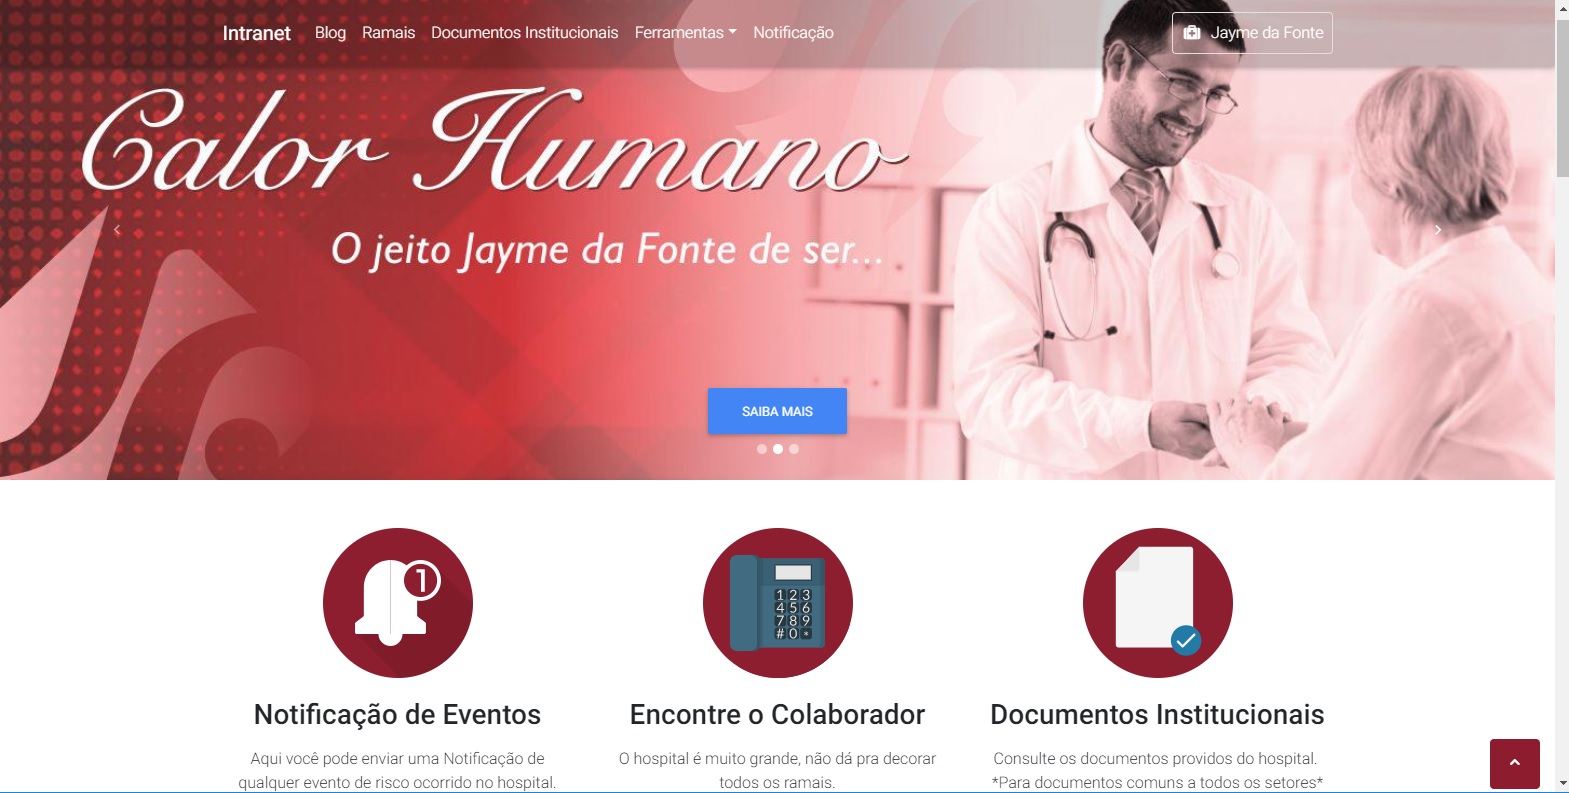 Intranet Blog Ramais Documentos Institucionais Ferramentas Notificação Jayme da Fonte
Calor Humano
O jeito Jayme da Fonte de ser...
SAIBA MAIS
1
1 2 3
4 5 6
7 8 9
# 0 *
Notificação de Eventos
Aqui você pode enviar uma Notificação de
qualquer evento de risco ocorrido no hospital.
Encontre o Colaborador
O hospital é muito grande, não dá pra decorar
todos os ramais.
Documentos Institucionais
Consulte os documentos providos do hospital.
*Para documentos comuns a todos os setores*